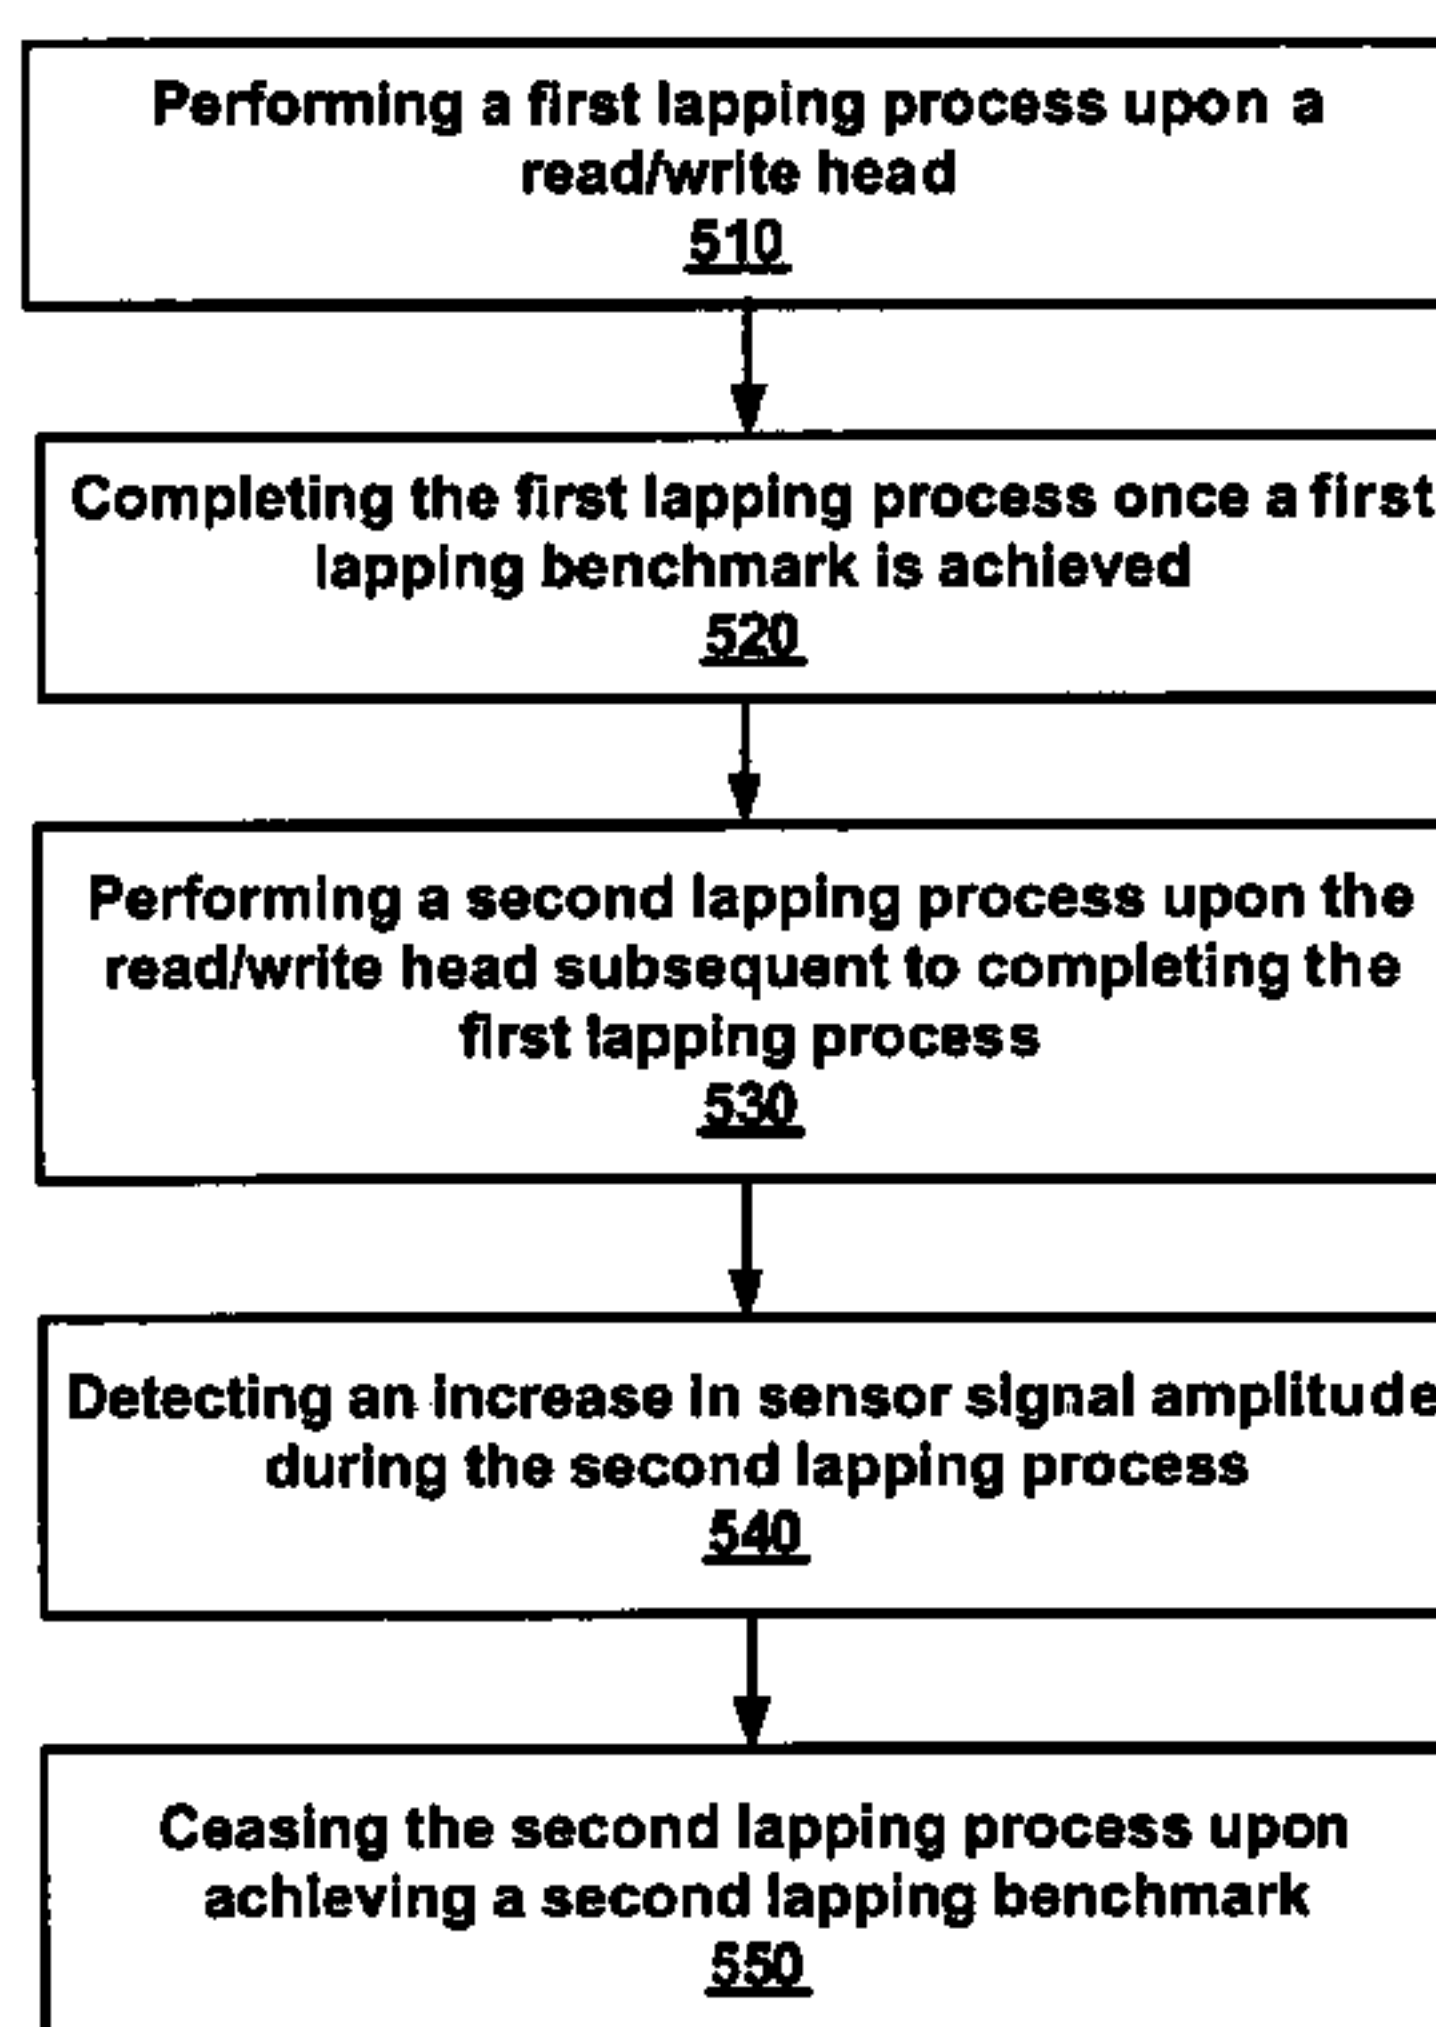 Performing a first lapping process upon a
read/write head
510
Completing the first lapping process once a first
lapping benchmark is achieved
520
Performing a second lapping process upon the
read/write head subsequent to completing the
first lapping process
530
Detecting an increase in sensor signal amplitude
during the second lapping process
540
Ceasing the second lapping process upon
achieving a second lapping benchmark
550